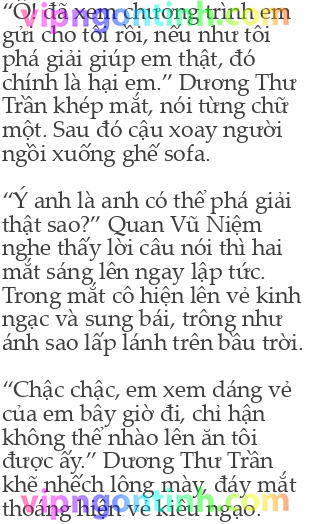 “Ôi đã xem chương trình em
gửi cho tôi rồi, nếu như tôi
phá giải giúp em thật, đó
chính là hại em.” Dương Thư
Trần khép mắt, nói từng chữ
một. Sau đó cậu xoay người
ngồi xuống ghế sofa.
“Ý anh là anh có thể phá giải
thật sao?” Quan Vũ Niệm
nghe thấy lời câu nói thì hai
mắt sáng lên ngay lập tức.
Trong mắt cô hiện lên vẻ kinh
ngạc và sung bái, trông như
ánh sao lấp lánh trên bầu trời.
“Chậc chậc, em xem dáng vẻ
của em bây giờ đi, chỉ hận
không thể nhào lên ăn tôi
được ấy.” Dương Thư Trần
khẽ nhếch lông mày, đáy mắt
thoáng hiện vẻ kiêu ngạo.
vipngontinh.com
vipngontinh.com